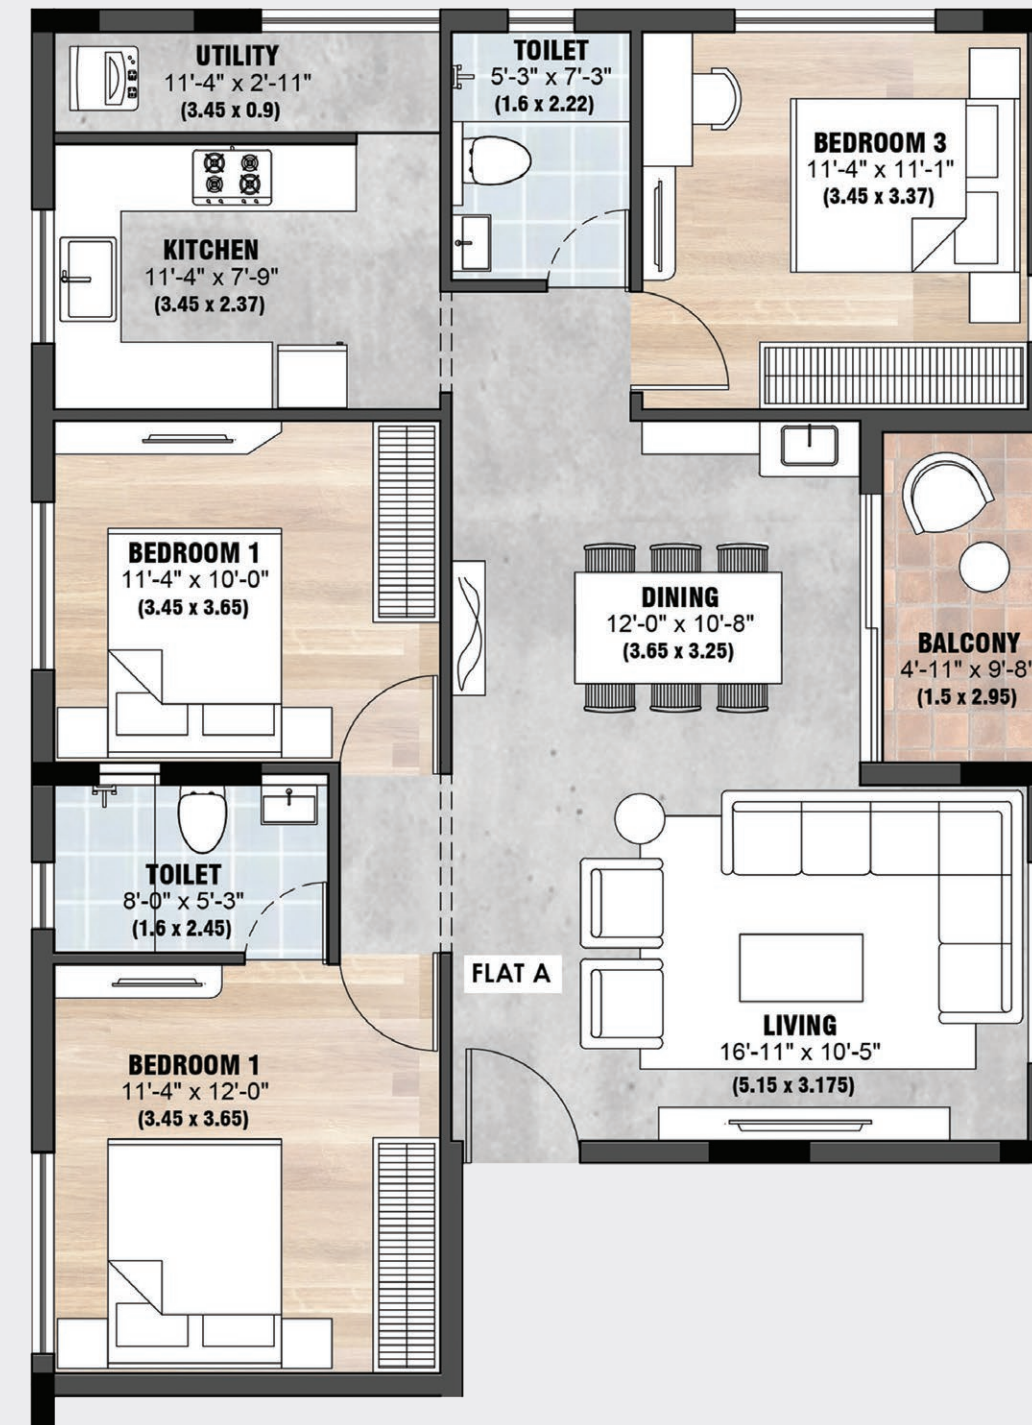 UTILITY
11'-4" x 2'-11"
(3.45 x 0.9)
TOILET
5'-3" x 7'-3"
(1.6 x 2.22)
BEDROOM 3
11'-4" x 11'-1"
(3.45 x 3.37)
KITCHEN
11'-4" x 7'-9"
(3.45 x 2.37)
BEDROOM 1
11'-4" x 10'-0"
(3.45 x 3.65)
DINING
12'-0" x 10'-8"
(3.65 x 3.25)
BALCONY
4'-11" x 9'-8'
(1.5 x 2.95)
TOILET
8'-0" x 5'-3"
(1.6 x 2.45)
FLAT A
LIVING
16'-11" x 10'-5"
(5.15 x 3.175)
BEDROOM 1
11'-4" x 12'-0"
(3.45 x 3.65)